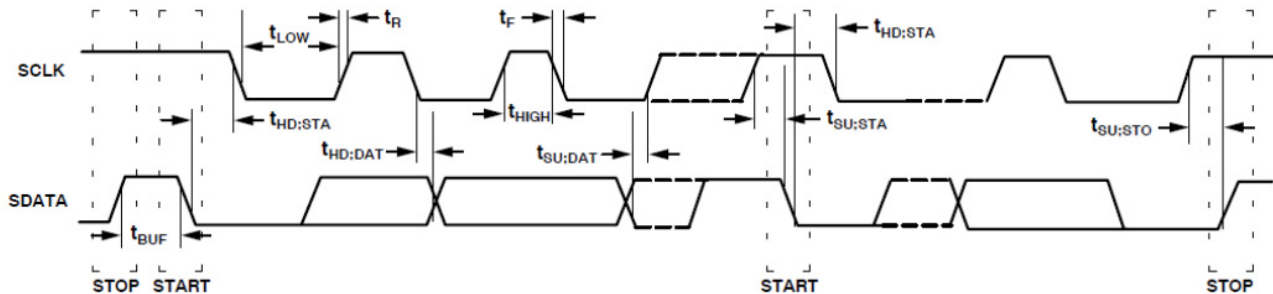 tR tF
tLOW tHD;STA
SCLK
tHD;STA tHIGH tSU;STA tSU;STO
tHD;DAT tSU;DAT
SDATA
tBUF
STOP START START STOP